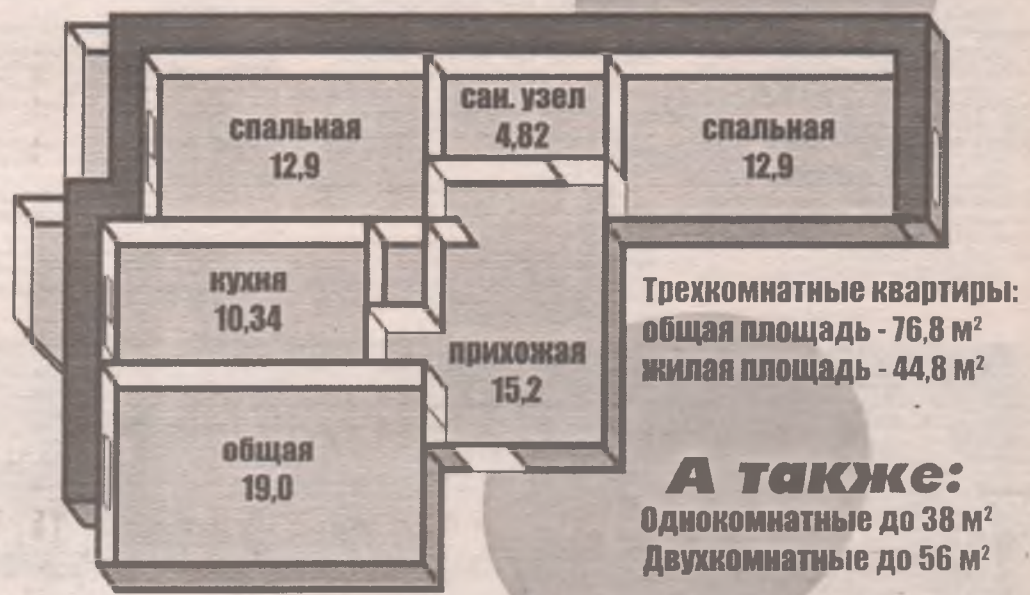 спальная
12,9
сан. узел
4,82
спальная
12,9
кухня
10,34
прихожая
15,2
общая
19,0
Трехкомнатные квартиры:
общая площадь - 76,8 м²
жилая площадь - 44,8 м²
А также:
Однокомнатные до 38 м²
Двухкомнатные до 56 м²